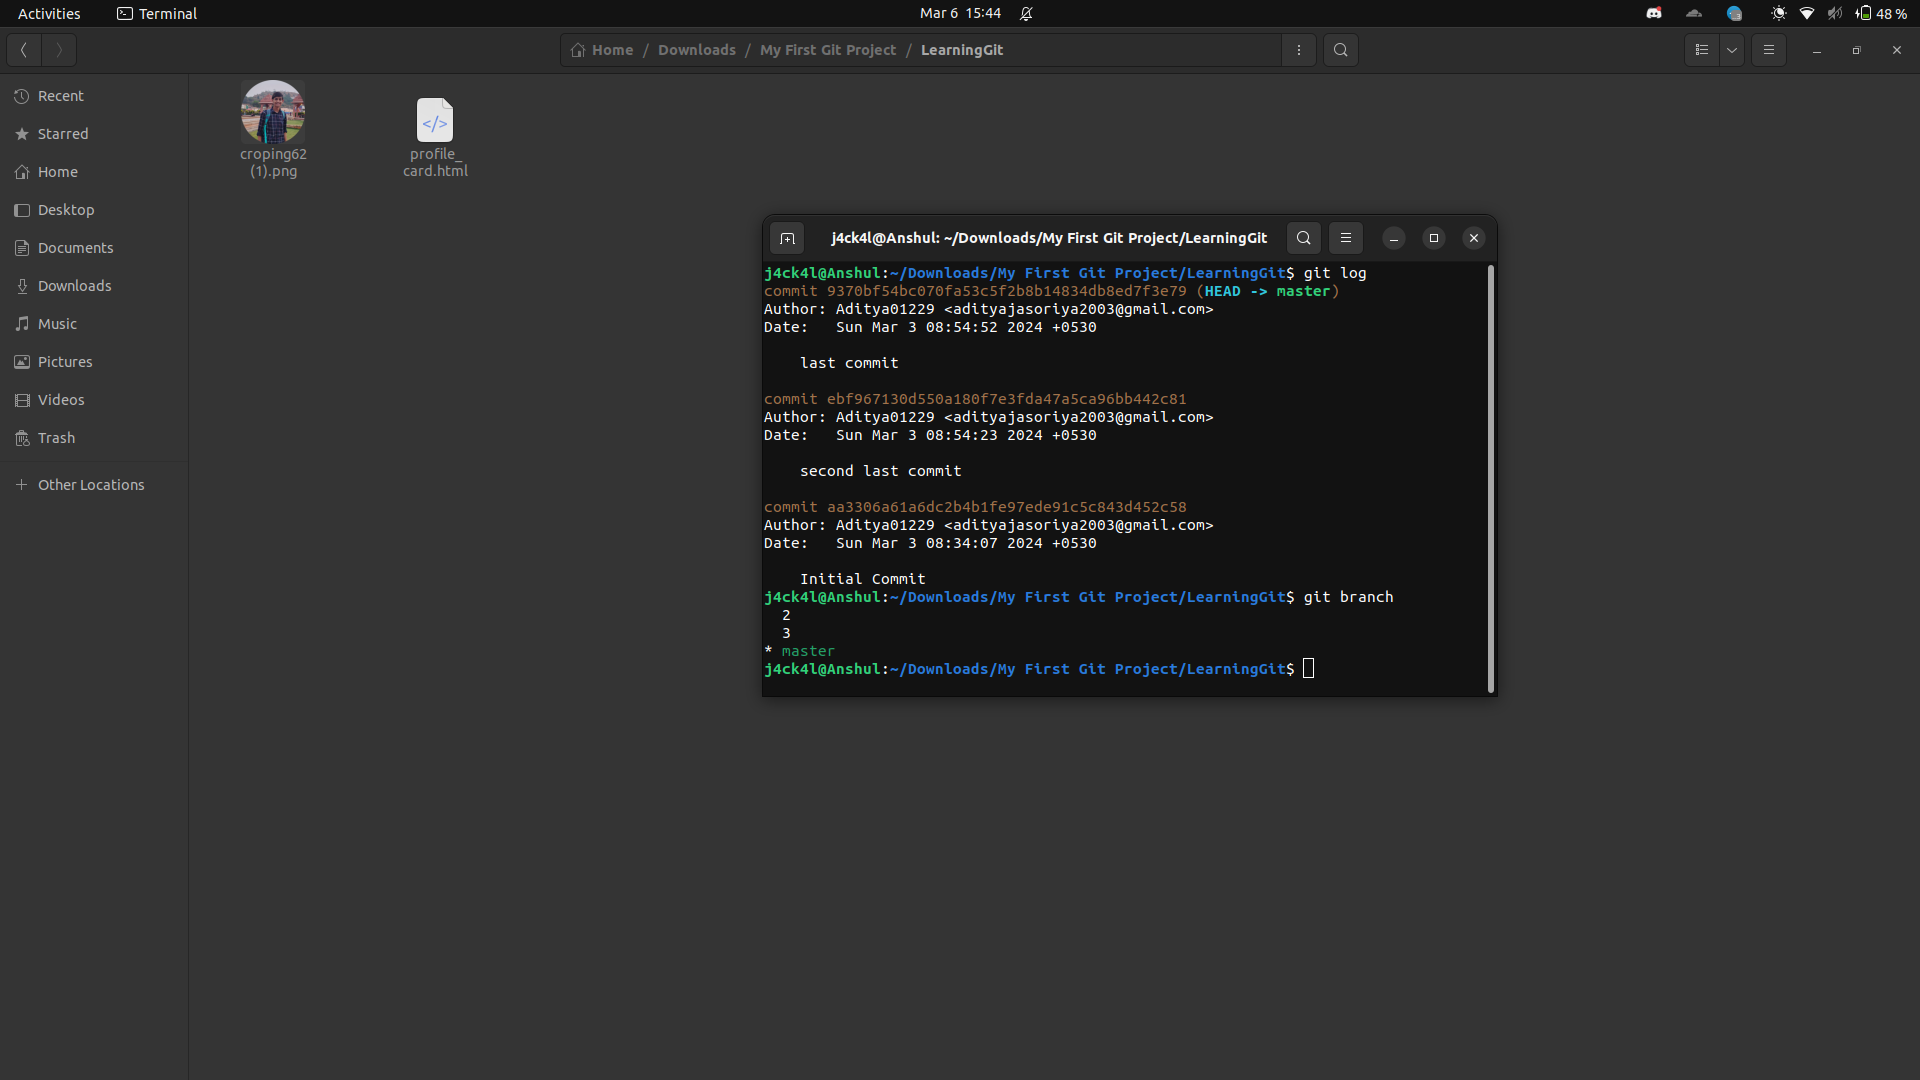 Activities Terminal Mar 6 15:44 48 %
Home / Downloads / My First Git Project / LearningGit
Recent
Starred
Home
Desktop
Documents
Downloads
Music
Pictures
Videos
Trash
Other Locations
croping62
(1).png
profile_
card.html
j4ck4l@Anshul: ~/Downloads/My First Git Project/LearningGit
j4ck4l@Anshul:~/Downloads/My First Git Project/LearningGit$ git log
commit 9370bf54bc070fa53c5f2b8b14834db8ed7f3e79 (HEAD -> master)
Author: Aditya01229 <adityajasoriya2003@gmail.com>
Date:   Sun Mar 3 08:54:52 2024 +0530
last commit
commit ebf967130d550a180f7e3fda47a5ca96bb442c81
Author: Aditya01229 <adityajasoriya2003@gmail.com>
Date:   Sun Mar 3 08:54:23 2024 +0530
second last commit
commit aa3306a61a6dc2b4b1fe97ede91c5c843d452c58
Author: Aditya01229 <adityajasoriya2003@gmail.com>
Date:   Sun Mar 3 08:34:07 2024 +0530
Initial Commit
j4ck4l@Anshul:~/Downloads/My First Git Project/LearningGit$ git branch
2
3
* master
j4ck4l@Anshul:~/Downloads/My First Git Project/LearningGit$